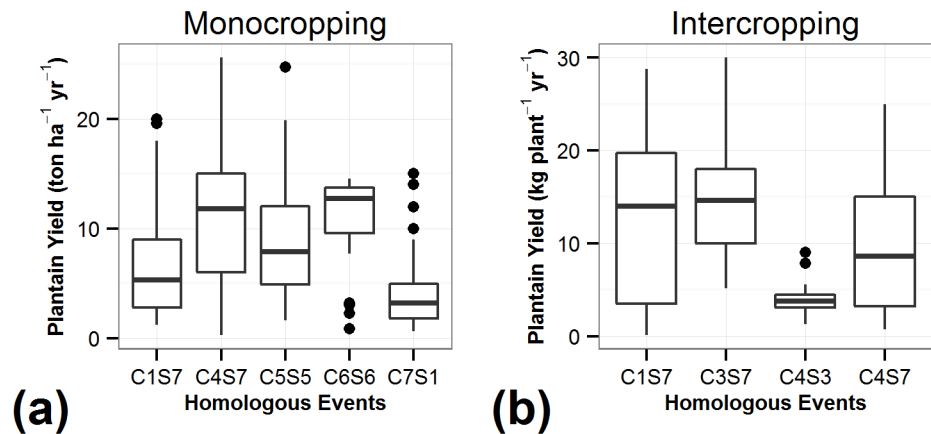 Monocropping
Plantain Yield (ton ha⁻¹ yr⁻¹)
20
10
0
C1S7 C4S7 C5S5 C6S6 C7S1
Homologous Events
(a)
Intercropping
Plantain Yield (kg plant⁻¹ yr⁻¹)
30
20
10
0
C1S7 C3S7 C4S3 C4S7
Homologous Events
(b)